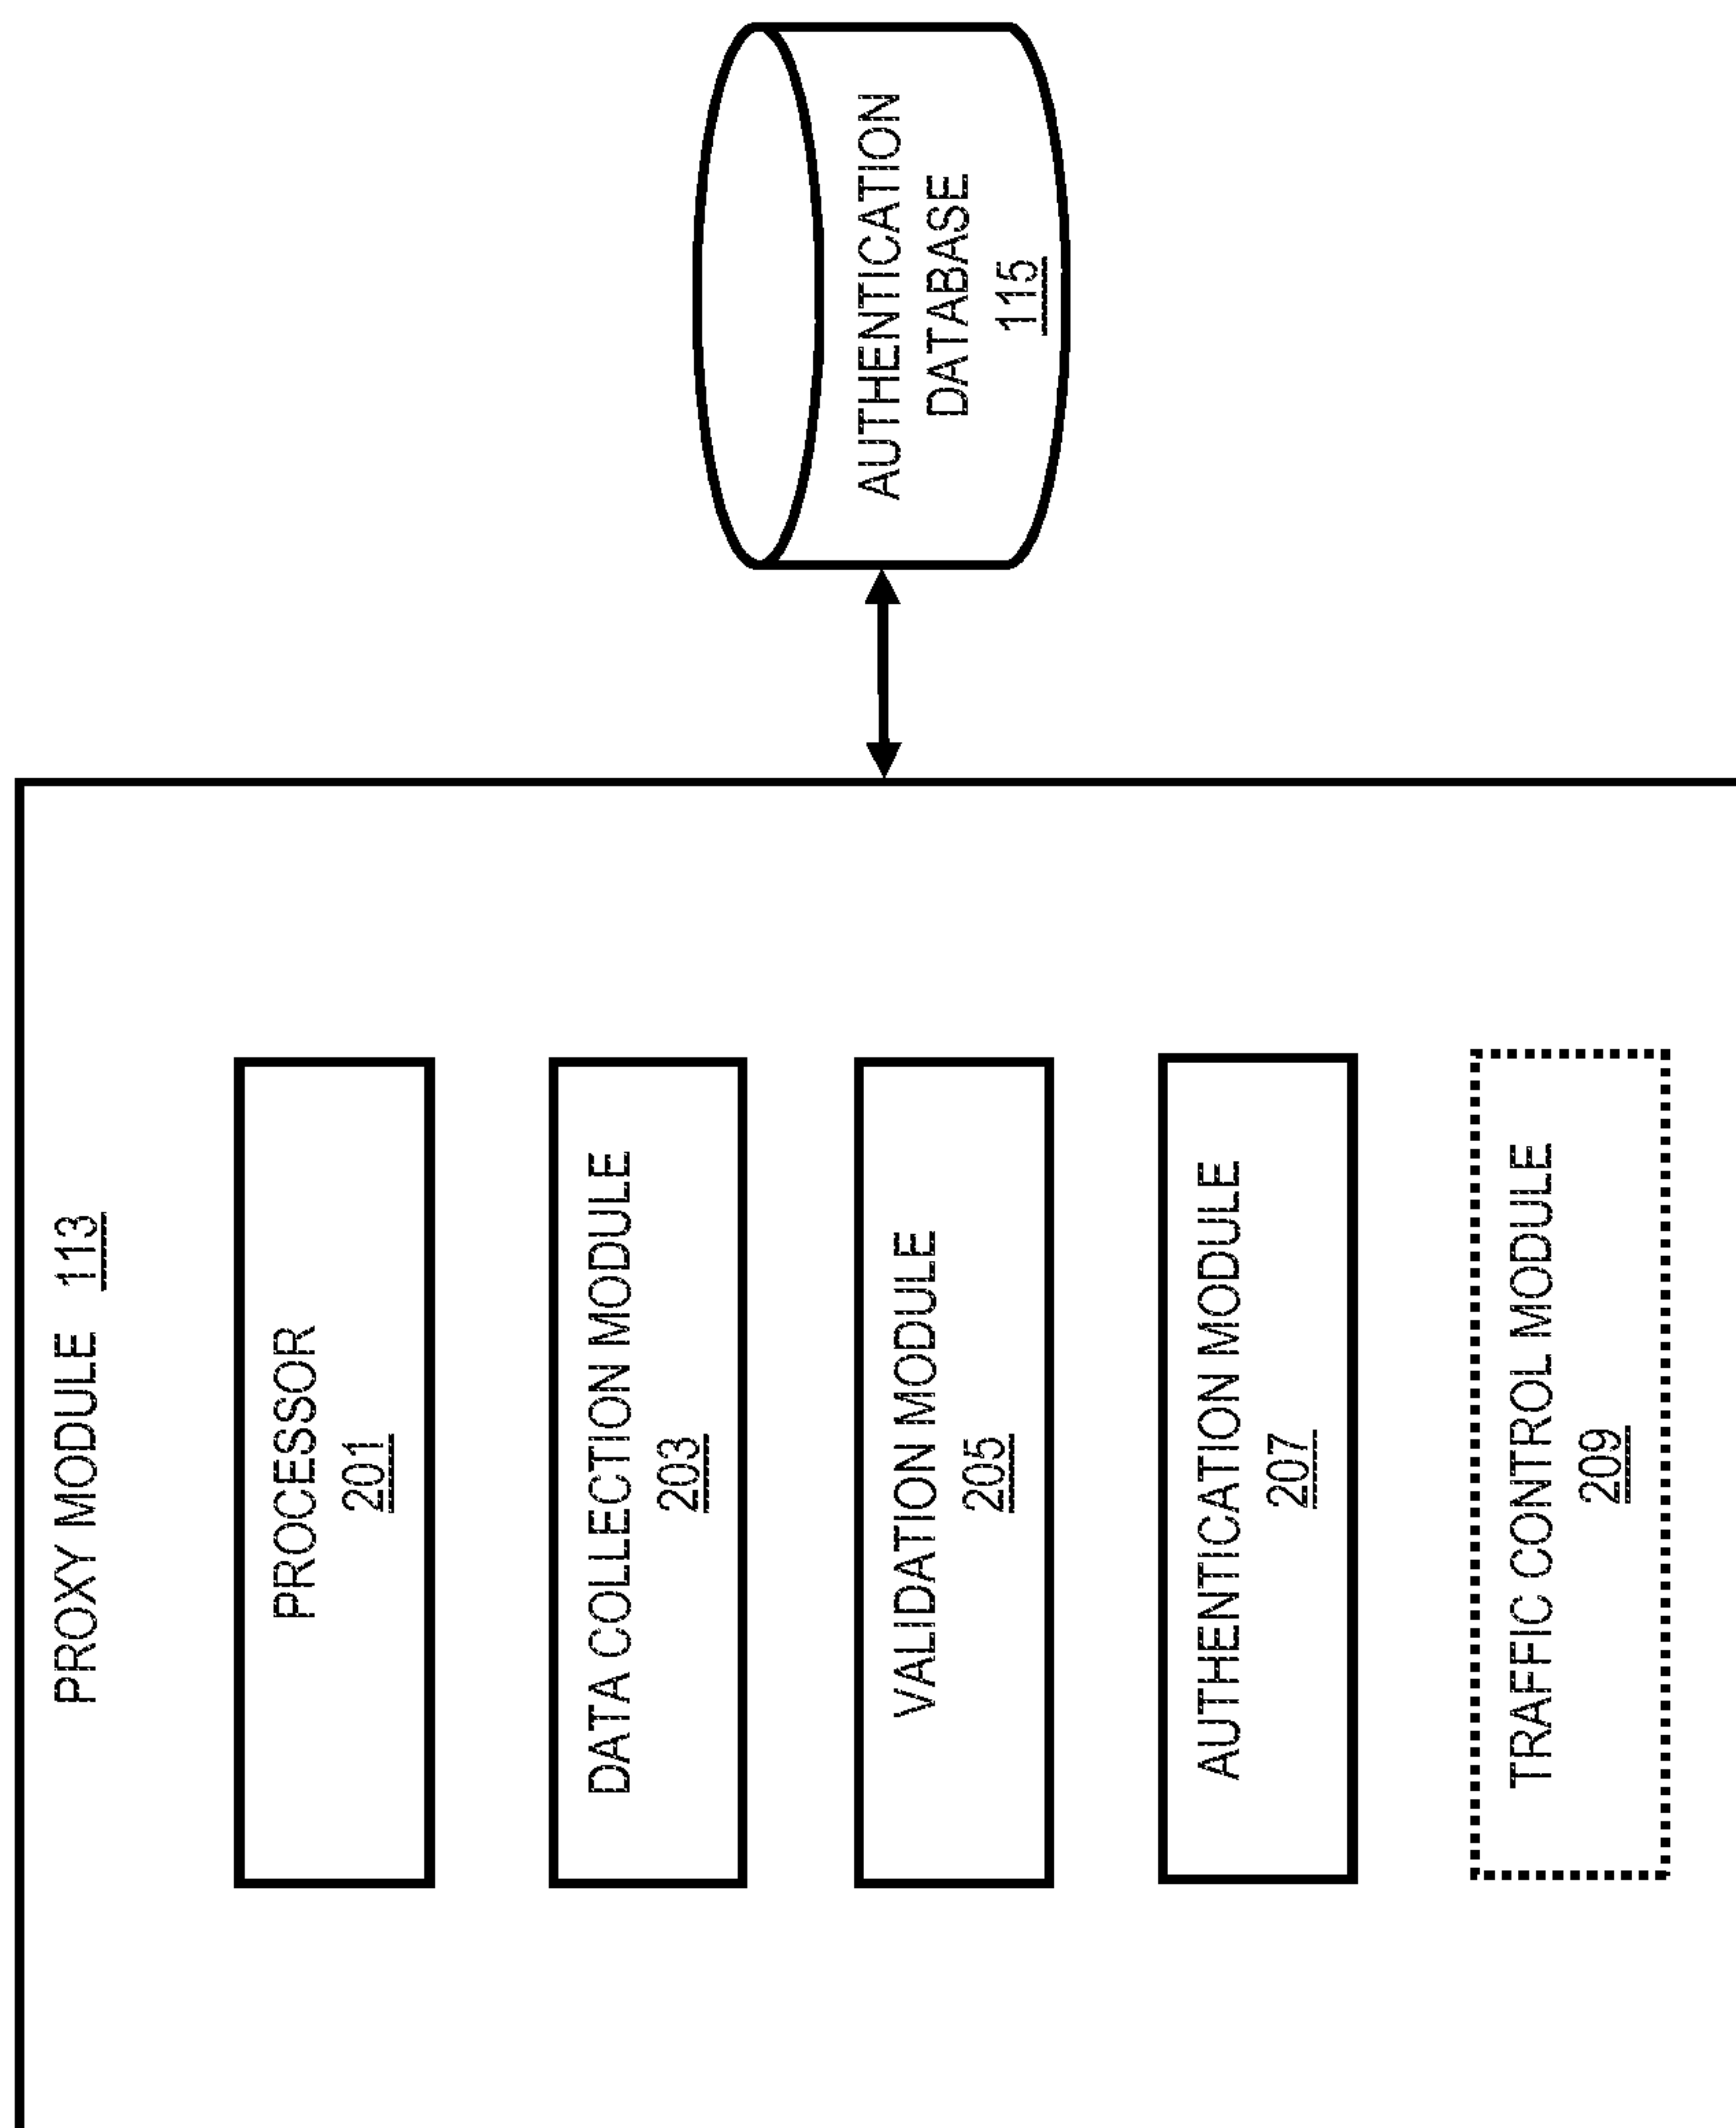 PROXY MODULE 113
PROCESSOR
201
DATA COLLECTION MODULE
203
VALIDATION MODULE
205
AUTHENTICATION MODULE
207
TRAFFIC CONTROL MODULE
209
AUTHENTICATION
DATABASE
115